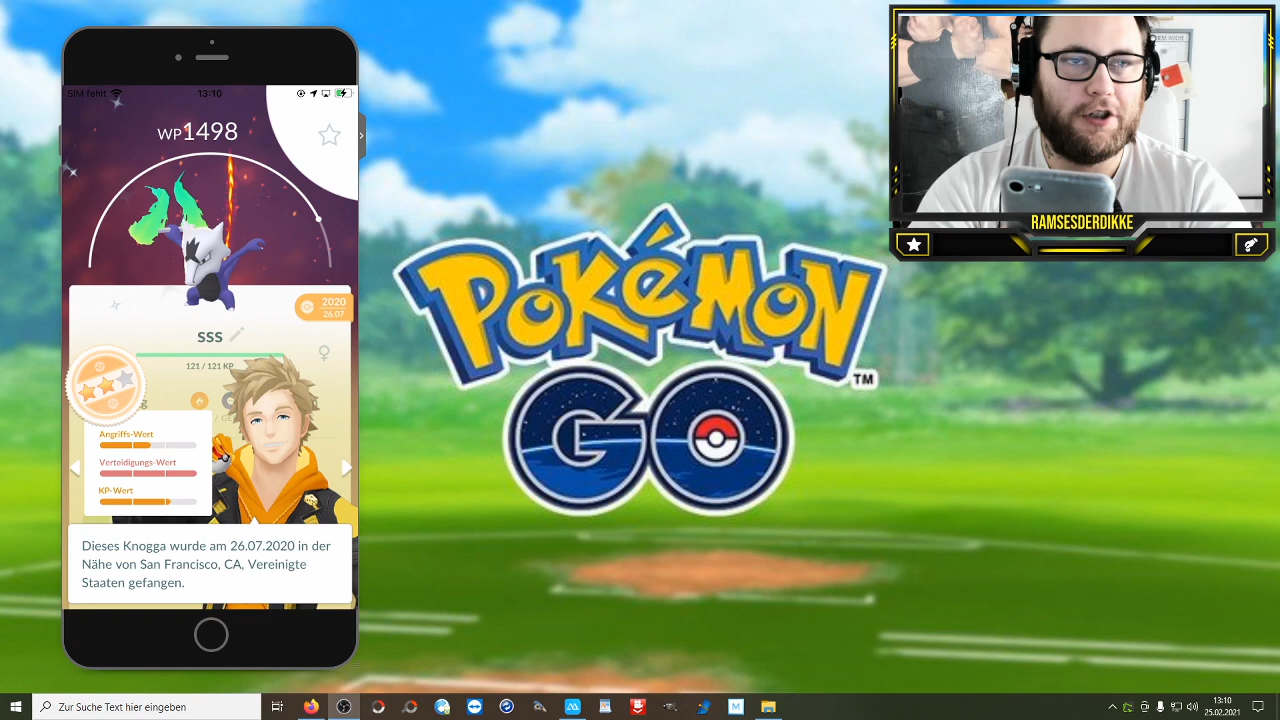 SIM fehlt
13:10
WP1498
2020
26.07
sss
121 / 121 KP
Angriffs-Wert
Verteidigungs-Wert
KP-Wert
Dieses Knogga wurde am 26.07.2020 in der
Nähe von San Francisco, CA, Vereinigte
Staaten gefangen.
POKÉMON
TM
GO
RAMSESDERDIKKE
Zur Suche Text hier eingeben
13:10
25.02.2021